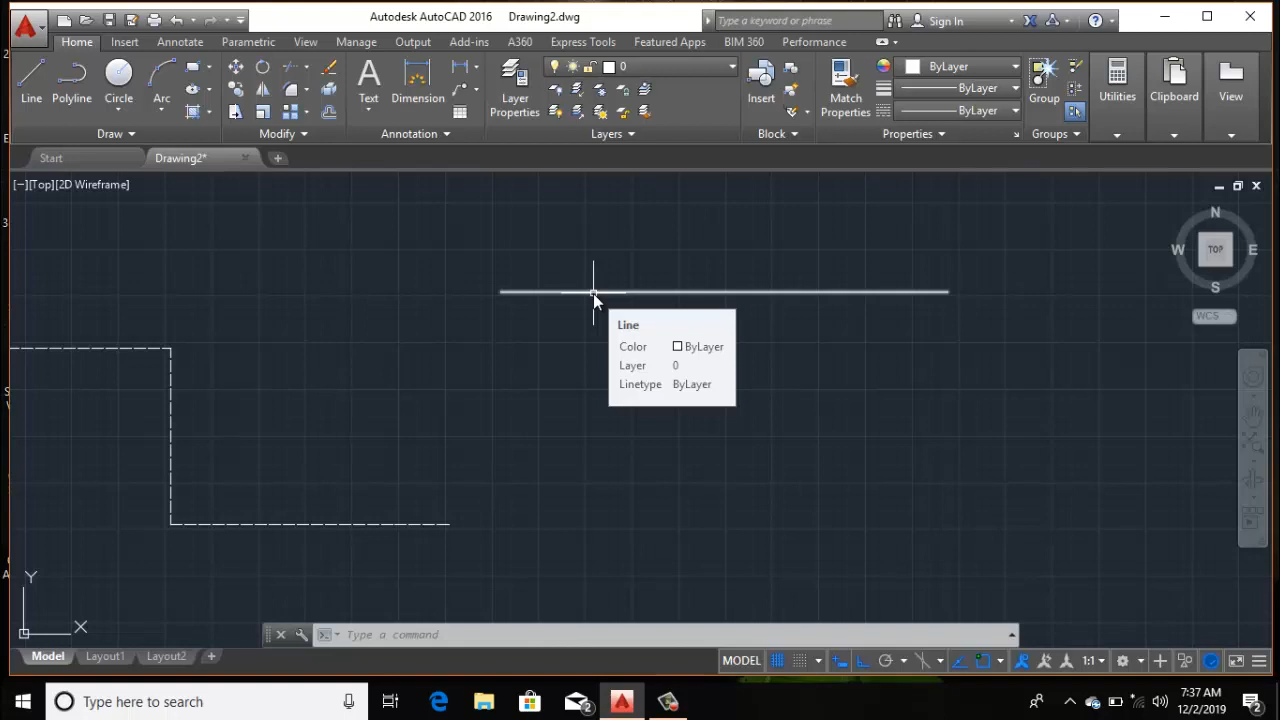 Autodesk AutoCAD 2016 Drawing2.dwg
Type a keyword or phrase
Sign In
Home Insert Annotate Parametric View Manage Output Add-ins A360 Express Tools Featured Apps BIM 360 Performance
0
ByLayer
ByLayer
ByLayer
Line Polyline Circle Arc
Text Dimension
Layer
Properties
Insert
Match
Properties
Group
Utilities
Clipboard
View
Draw Modify Annotation Layers Block Properties Groups
Start Drawing2*
[−][Top][2D Wireframe]
N
W TOP E
S
WCS
Line
Color ByLayer
Layer 0
Linetype ByLayer
Y
X
Type a command
Model Layout1 Layout2
MODEL 1:1
Type here to search
2
7:37 AM
12/2/2019
2